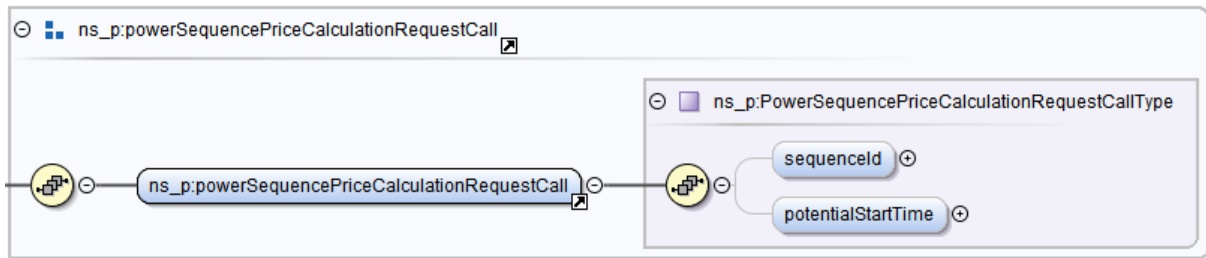 ns_p:powerSequencePriceCalculationRequestCall
ns_p:PowerSequencePriceCalculationRequestCallType
sequenceId
ns_p:powerSequencePriceCalculationRequestCall
potentialStartTime